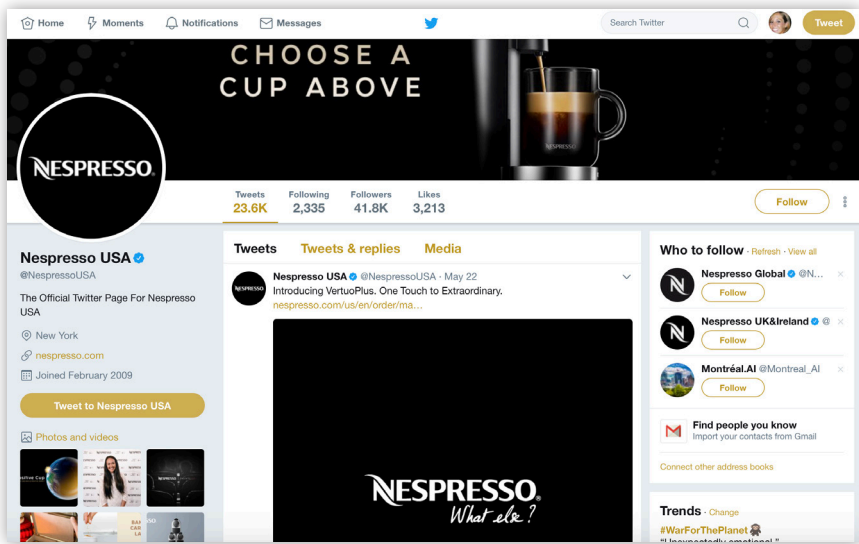 Home Moments Notifications Messages Search Twitter Tweet
CHOOSE A
CUP ABOVE
NESPRESSO
NESPRESSO.
Tweets Following Followers Likes
23.6K 2,335 41.8K 3,213
Follow
Nespresso USA
@NespressoUSA
The Official Twitter Page For Nespresso
USA
New York
nespresso.com
Joined February 2009
Tweet to Nespresso USA
Photos and videos
Tweets Tweets & replies Media
NESPRESSO
Nespresso USA @NespressoUSA · May 22
Introducing VertuoPlus. One Touch to Extraordinary.
nespresso.com/us/en/order/ma...
NESPRESSO.
What else?
Who to follow · Refresh · View all
Nespresso Global @N...
Follow
Nespresso UK&Ireland @
Follow
Montréal.AI @Montreal_AI
Follow
Find people you know
Import your contacts from Gmail
Connect other address books
Trends · Change
#WarForThePlanet
"Unexpectedly emotional."